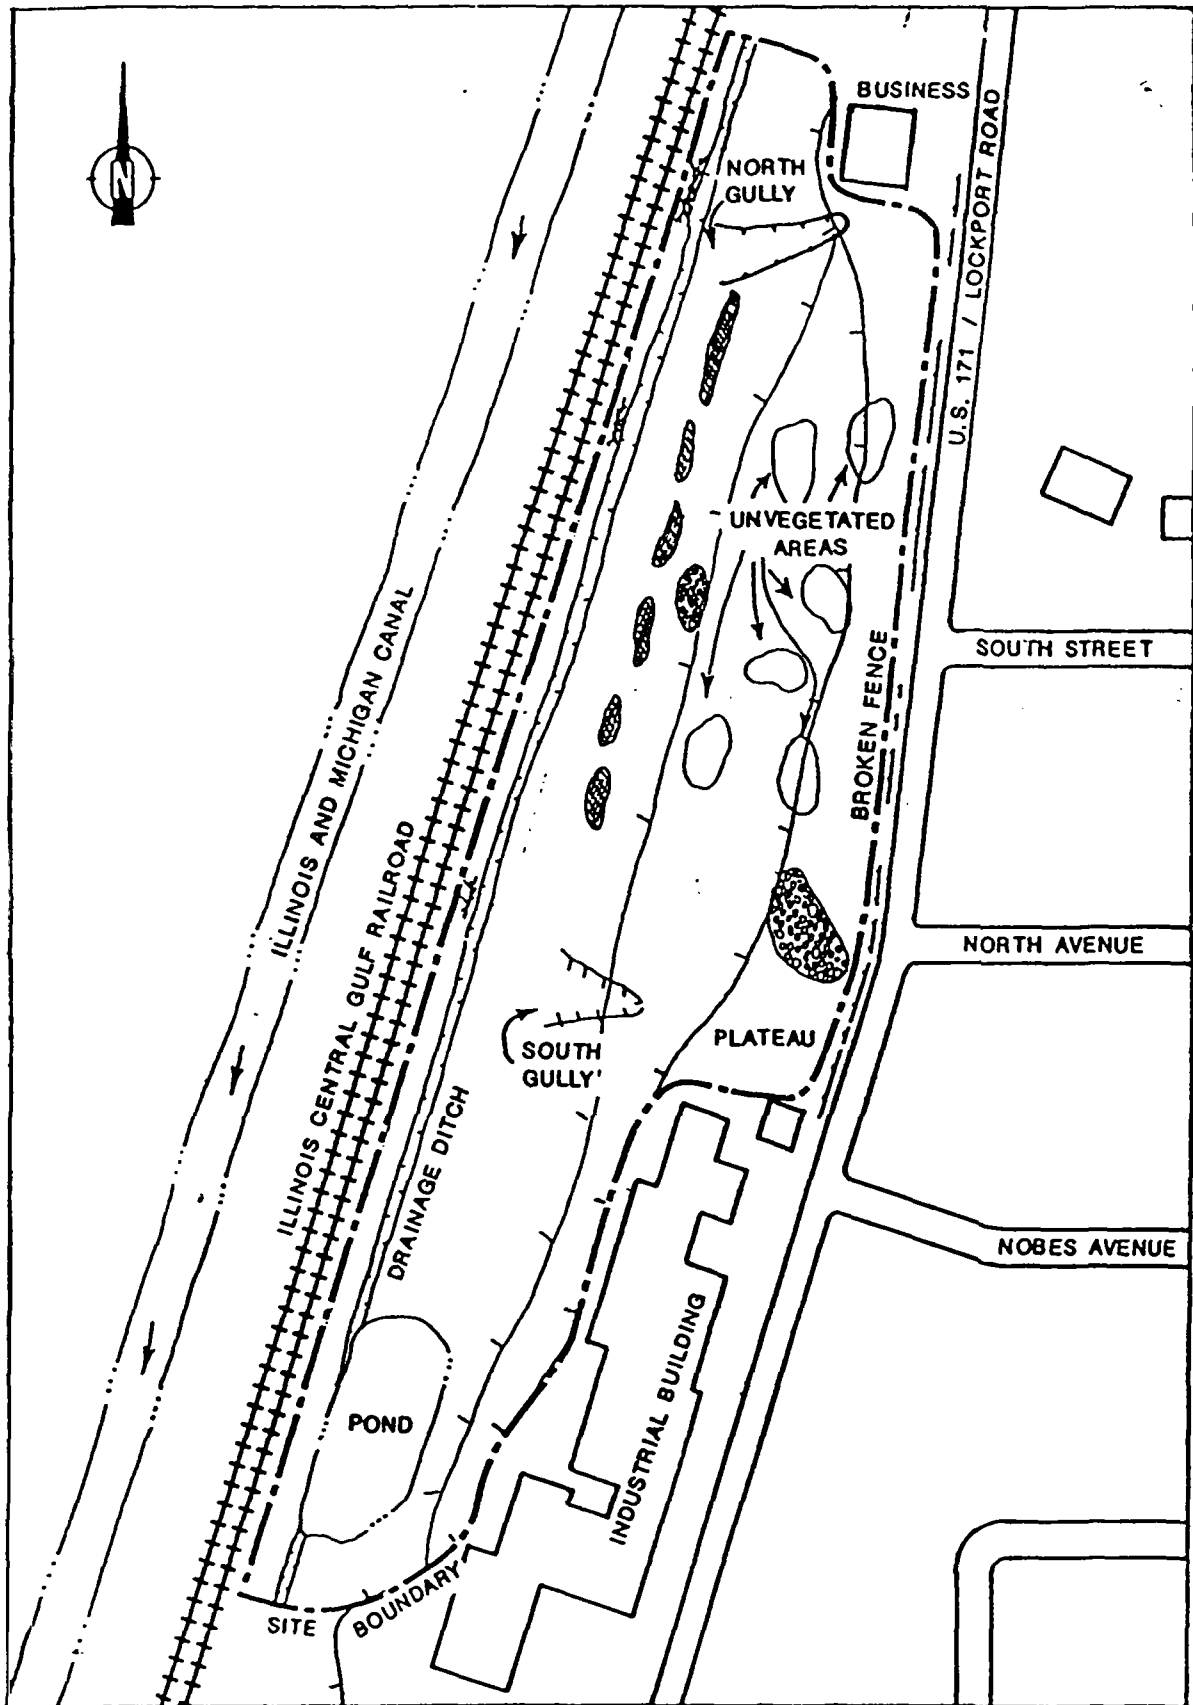 BUSINESS
N
NORTH
GULLY
U.S. 171 / LOCKPORT ROAD
UNVEGETATED
AREAS
ILLINOIS AND MICHIGAN CANAL
SOUTH STREET
BROKEN FENCE
ILLINOIS CENTRAL GULF RAILROAD
NORTH AVENUE
PLATEAU
SOUTH
GULLY'
DRAINAGE DITCH
NOBES AVENUE
INDUSTRIAL BUILDING
POND
SITE BOUNDARY